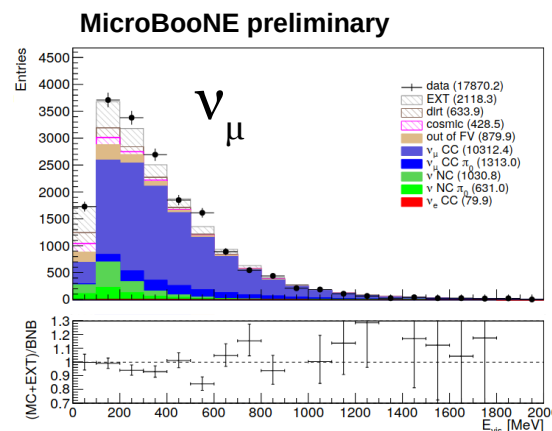 MicroBooNE preliminary
Entries
4500
4000
3500
3000
2500
2000
1500
1000
500
0
νμ
data (17870.2)
EXT (2118.3)
dirt (633.9)
cosmic (428.5)
out of FV (879.9)
νμ CC (10312.4)
νμ CC π0 (1313.0)
ν NC (1030.8)
ν NC π0 (631.0)
νe CC (79.9)
(MC+EXT)/BNB
1.3
1.2
1.1
1.0
0.9
0.8
0.7
0 200 400 600 800 1000 1200 1400 1600 1800 2000
Evis [MeV]